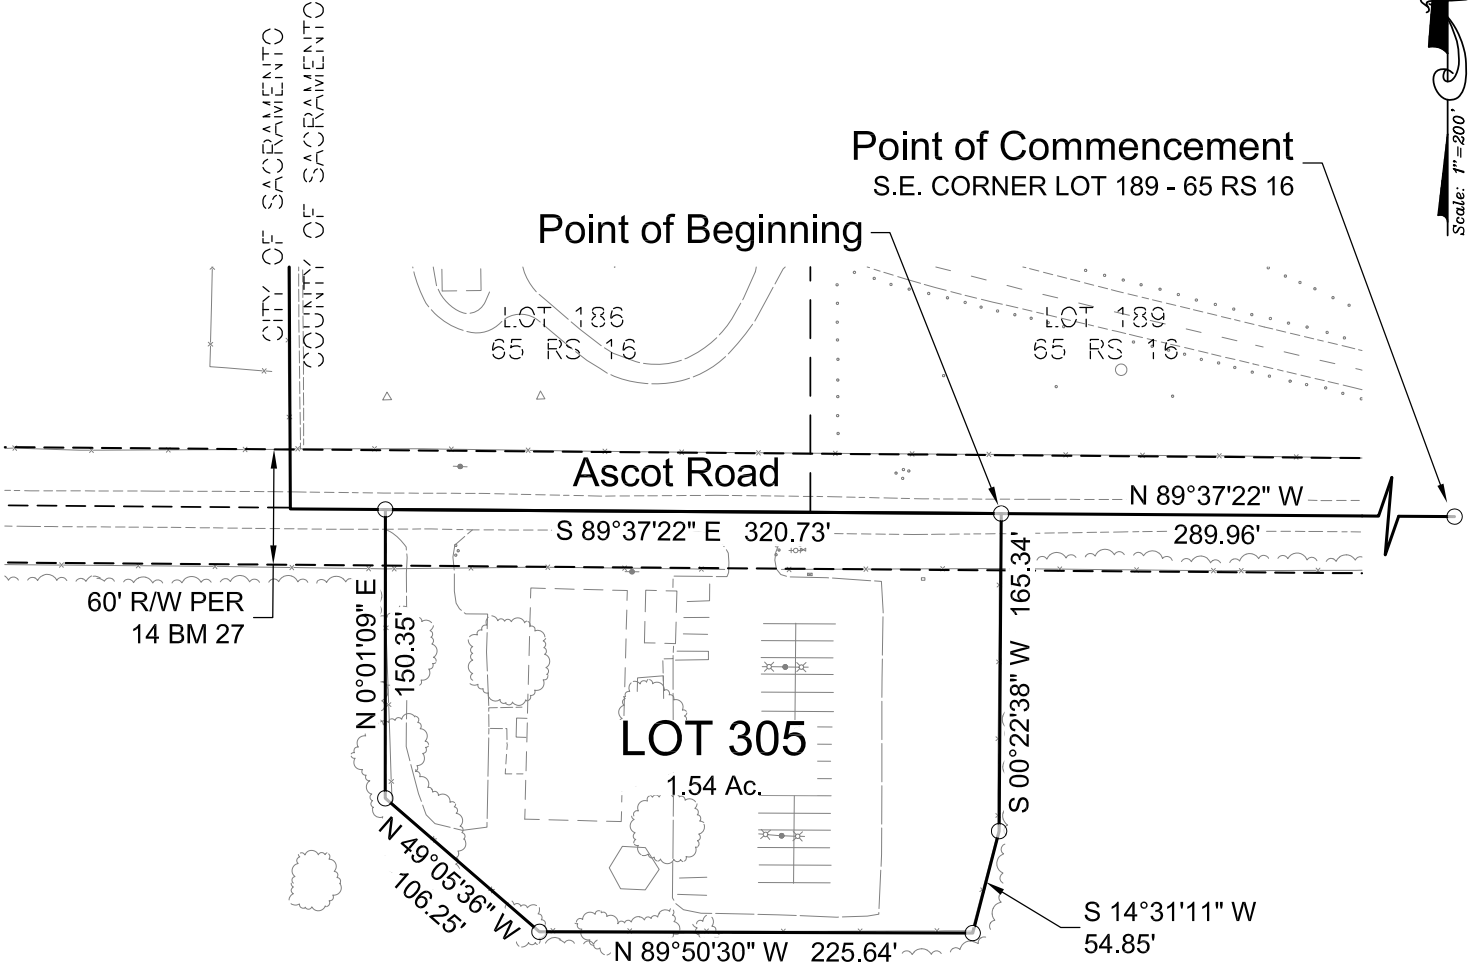 CITY OF SACRAMENTO
COUNTY OF SACRAMENTO
Scale: 1"=200'
Point of Commencement
S.E. CORNER LOT 189 - 65 RS 16
Point of Beginning
LOT 186
65 RS 16
LOT 189
65 RS 16
Ascot Road
N 89°37'22" W
289.96'
S 89°37'22" E 320.73'
60' R/W PER
14 BM 27
N 0°01'09" E
150.35'
S 00°22'38" W 165.34'
LOT 305
1.54 Ac.
N 49°05'36" W
106.25'
N 89°50'30" W 225.64'
S 14°31'11" W
54.85'